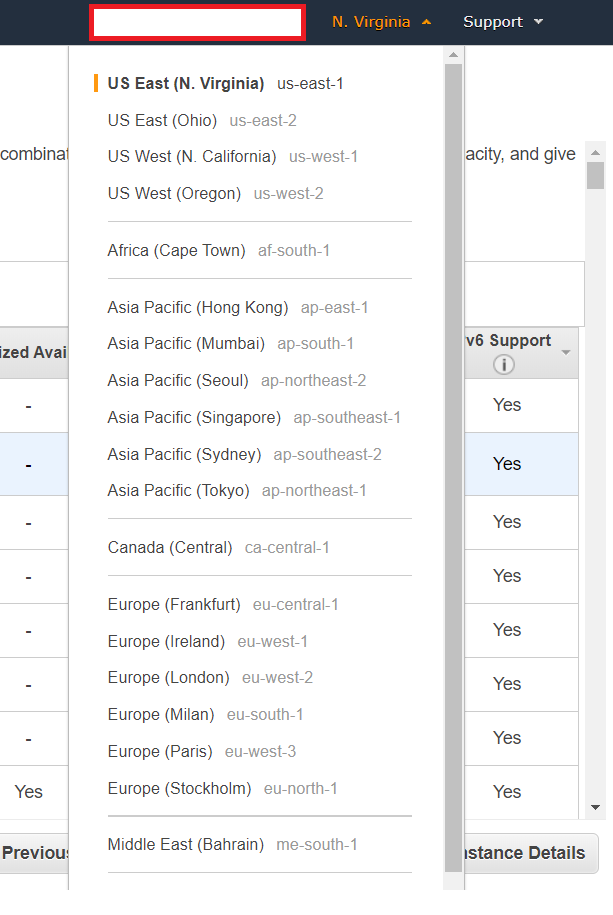 N. Virginia Support
US East (N. Virginia) us-east-1
US East (Ohio) us-east-2
combinat US West (N. California) us-west-1 acity, and give
US West (Oregon) us-west-2
Africa (Cape Town) af-south-1
Asia Pacific (Hong Kong) ap-east-1
v6 Support
Asia Pacific (Mumbai) ap-south-1
ized Avai
i
Asia Pacific (Seoul) ap-northeast-2
- Yes
Asia Pacific (Singapore) ap-southeast-1
Asia Pacific (Sydney) ap-southeast-2
- Yes
Asia Pacific (Tokyo) ap-northeast-1
- Yes
Canada (Central) ca-central-1
- Yes
Europe (Frankfurt) eu-central-1
- Yes
Europe (Ireland) eu-west-1
Europe (London) eu-west-2
- Yes
Europe (Milan) eu-south-1
- Yes
Europe (Paris) eu-west-3
Europe (Stockholm) eu-north-1
Yes Yes
Middle East (Bahrain) me-south-1
Previous stance Details